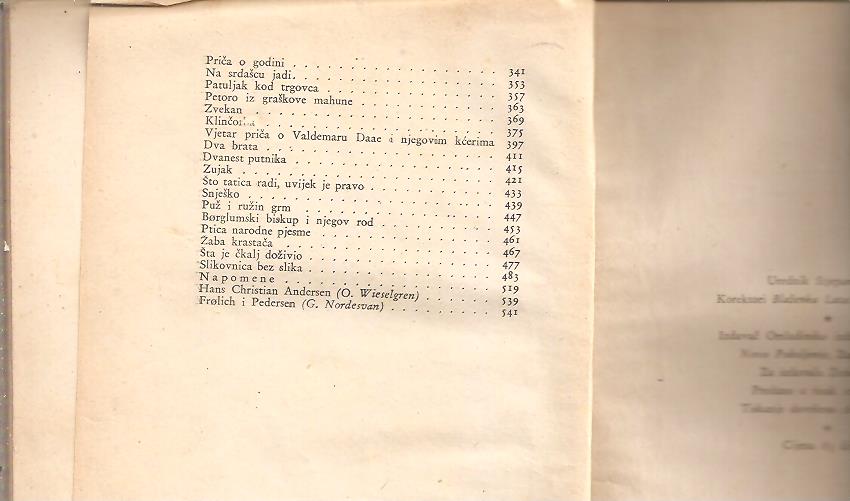 Priča o godini . . . . . . . . . . . . . . 341
Na srdašcu jadi. . . . . . . . . . . . . . 353
Patuljak kod trgovca . . . . . . . . . . . 357
Petoro iz graškove mahune . . . . . . . . 363
Zvekan . . . . . . . . . . . . . . . . . 369
. . . . . . . . . . . . . . . . 375
Vjetar priča o Valdemaru Daae i njegovim kćerima 397
Dva brata . . . . . . . . . . . . . . . . 411
Dvanest putnika . . . . . . . . . . . . . 415
Zujak . . . . . . . . . . . . . . . . . . 421
Što tatica radi, uvijek je pravo . . . . . . 433
Snješko . . . . . . . . . . . . . . . . . 439
Puž i ružin grm . . . . . . . . . . . . . 447
Børglumski biskup i njegov rod . . . . . . 453
Ptica narodne pjesme . . . . . . . . . . . 461
Žaba krastača . . . . . . . . . . . . . . 467
Šta je čkalj doživio . . . . . . . . . . . 477
Slikovnica bez slika . . . . . . . . . . . 483
Napomene . . . . . . . . . . . . . . . . 519
Hans Christian Andersen (O. Wieselgren) . . . . 539
Frølich i Pedersen (G. Nordesvan) . . . . . . 541
Urednik
Korektor Blaženka